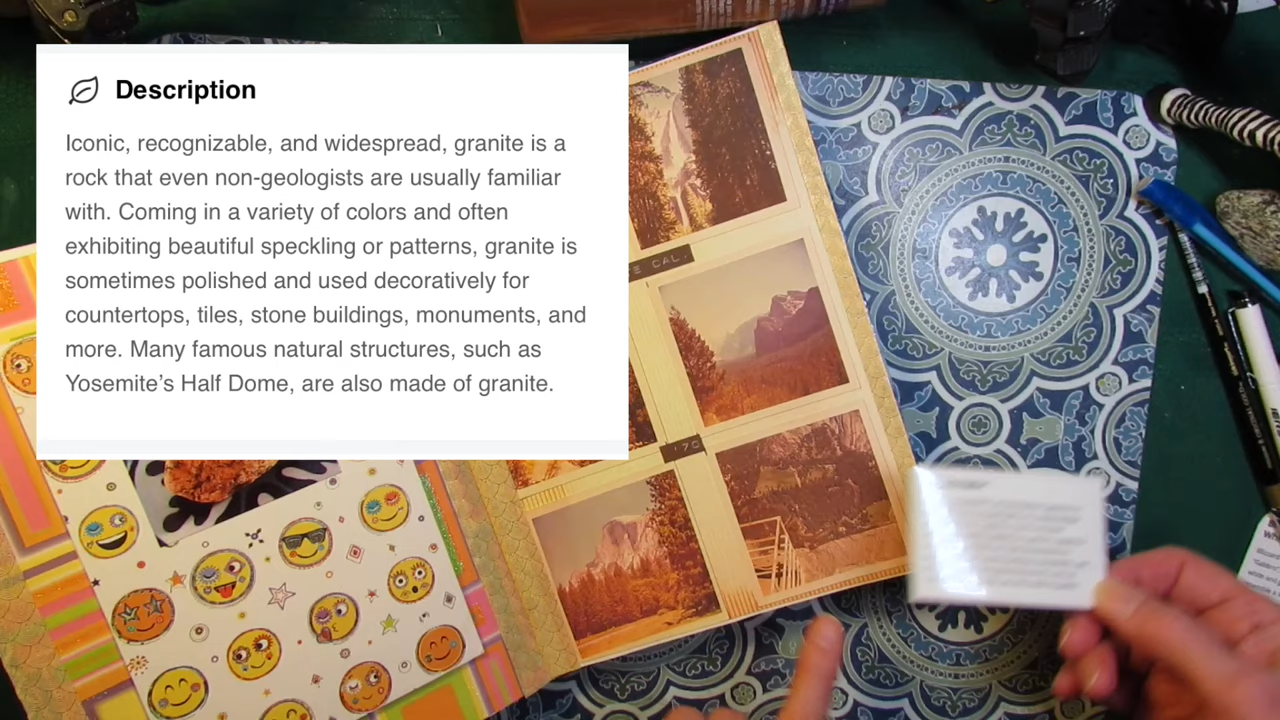 Description
Iconic, recognizable, and widespread, granite is a
rock that even non-geologists are usually familiar
with. Coming in a variety of colors and often
exhibiting beautiful speckling or patterns, granite is
sometimes polished and used decoratively for
countertops, tiles, stone buildings, monuments, and
more. Many famous natural structures, such as
Yosemite’s Half Dome, are also made of granite.
CAL.